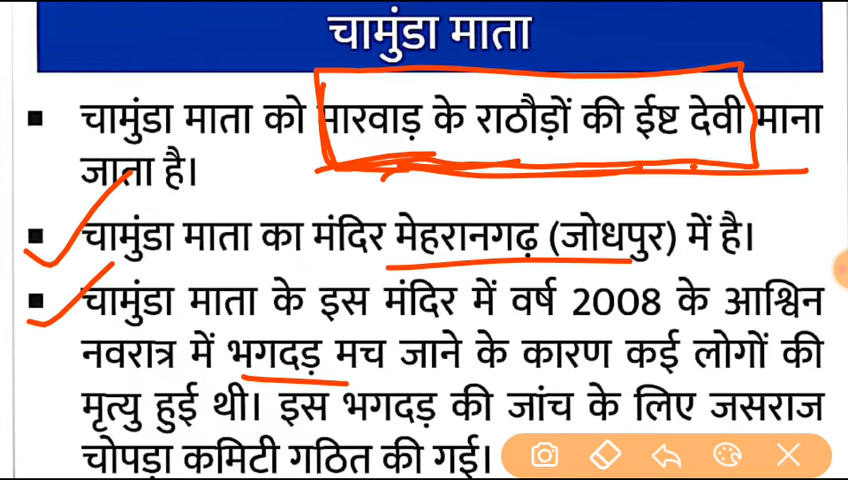 चामुंडा माता
▪ चामुंडा माता को मारवाड़ के राठौड़ों की ईष्ट देवी माना
जाता है।
▪ चामुंडा माता का मंदिर मेहरानगढ़ (जोधपुर) में है।
▪ चामुंडा माता के इस मंदिर में वर्ष 2008 के आश्विन
नवरात्र में भगदड़ मच जाने के कारण कई लोगों की
मृत्यु हुई थी। इस भगदड़ की जांच के लिए जसराज
चोपड़ा कमिटी गठित की गई।